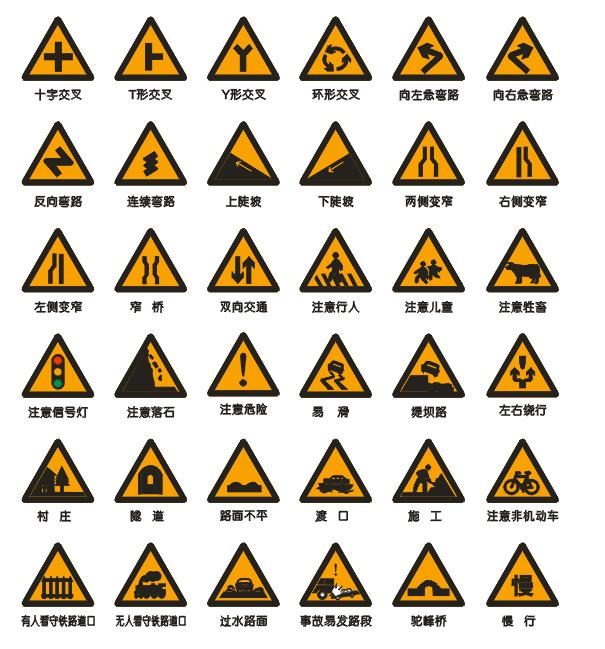 十字交叉 T形交叉 Y形交叉 环形交叉 向左急弯路 向右急弯路
反向弯路 连续弯路 上陡坡 下陡坡 两侧变窄 右侧变窄
左侧变窄 窄 桥 双向交通 注意行人 注意儿童 注意牲畜
!
注意信号灯 注意落石 注意危险 易 滑 堤坝路 左右绕行
村 庄 隧 道 路面不平 渡 口 施 工 注意非机动车
! 慢
有人看守铁路道口 无人看守铁路道口 过水路面 事故易发路段 驼峰桥 慢 行